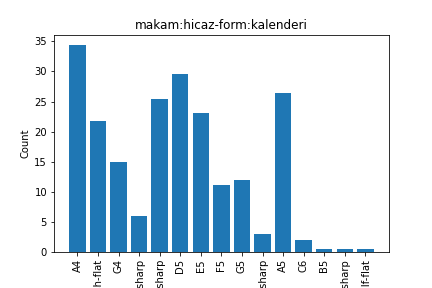 makam:hicaz-form:kalenderi
35
30
25
20
15
10
5
0
Count
A4
h-flat
G4
sharp
sharp
D5
E5
F5
G5
sharp
A5
C6
B5
sharp
lf-flat